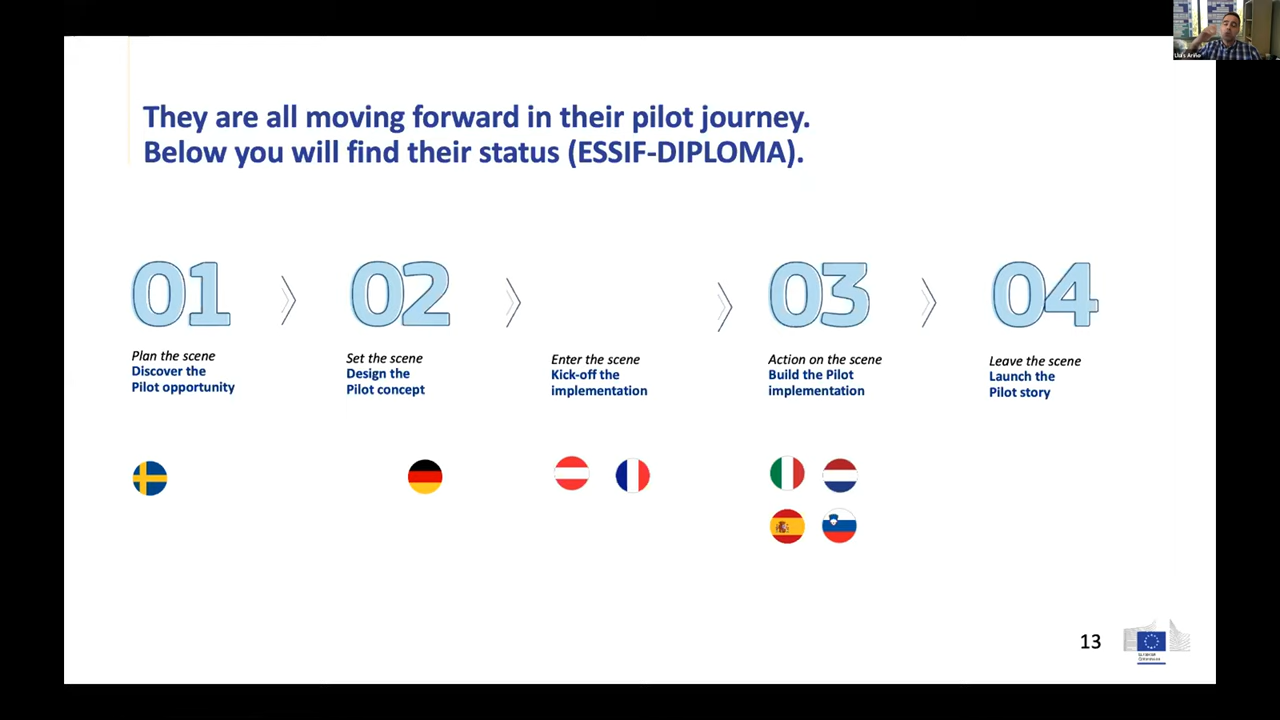 They are all moving forward in their pilot journey.
Below you will find their status (ESSIF-DIPLOMA).
01
02
03
04
Plan the scene
Discover the
Pilot opportunity
Set the scene
Design the
Pilot concept
Enter the scene
Kick-off the
implementation
Action on the scene
Build the Pilot
implementation
Leave the scene
Launch the
Pilot story
13